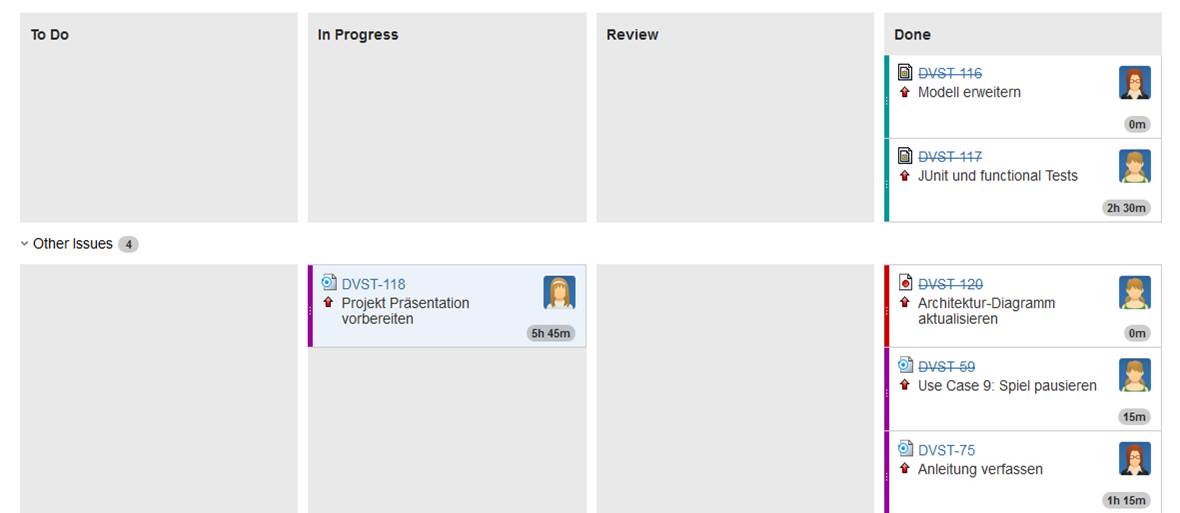 To Do
In Progress
Review
Done
DVST-116
Modell erweitern
0m
DVST-117
JUnit und functional Tests
2h 30m
Other Issues 4
DVST-118
Projekt Präsentation
vorbereiten
5h 45m
DVST-120
Architektur-Diagramm
aktualisieren
0m
DVST-59
Use Case 9: Spiel pausieren
15m
DVST-75
Anleitung verfassen
1h 15m